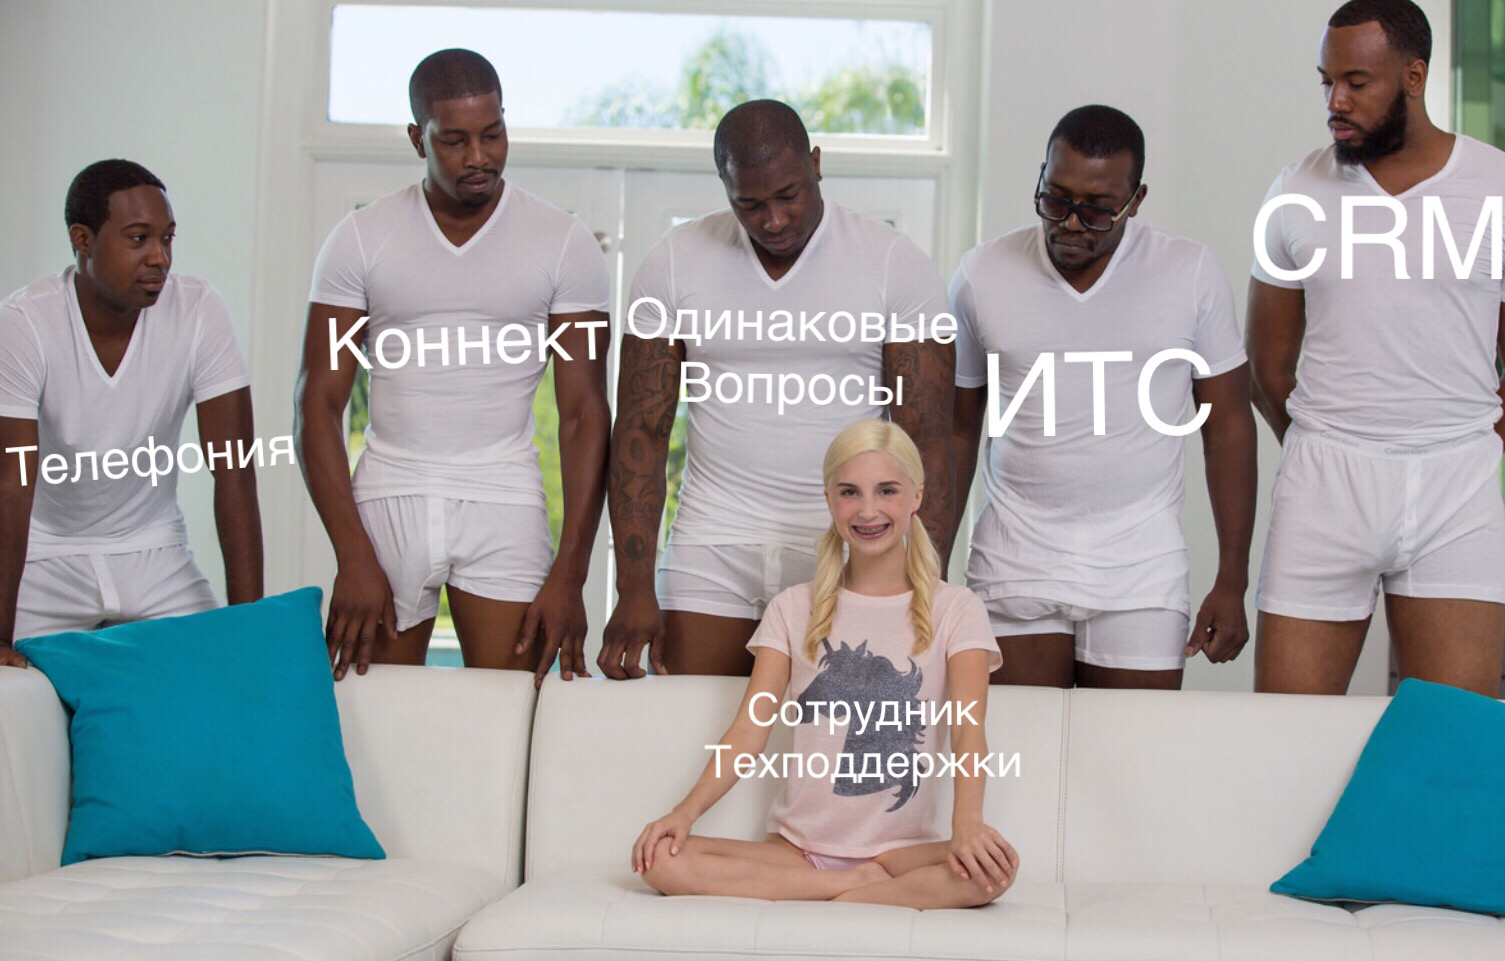 Телефония
Коннект
Одинаковые
Вопросы
ИТС
CRM
Сотрудник
Техподдержки